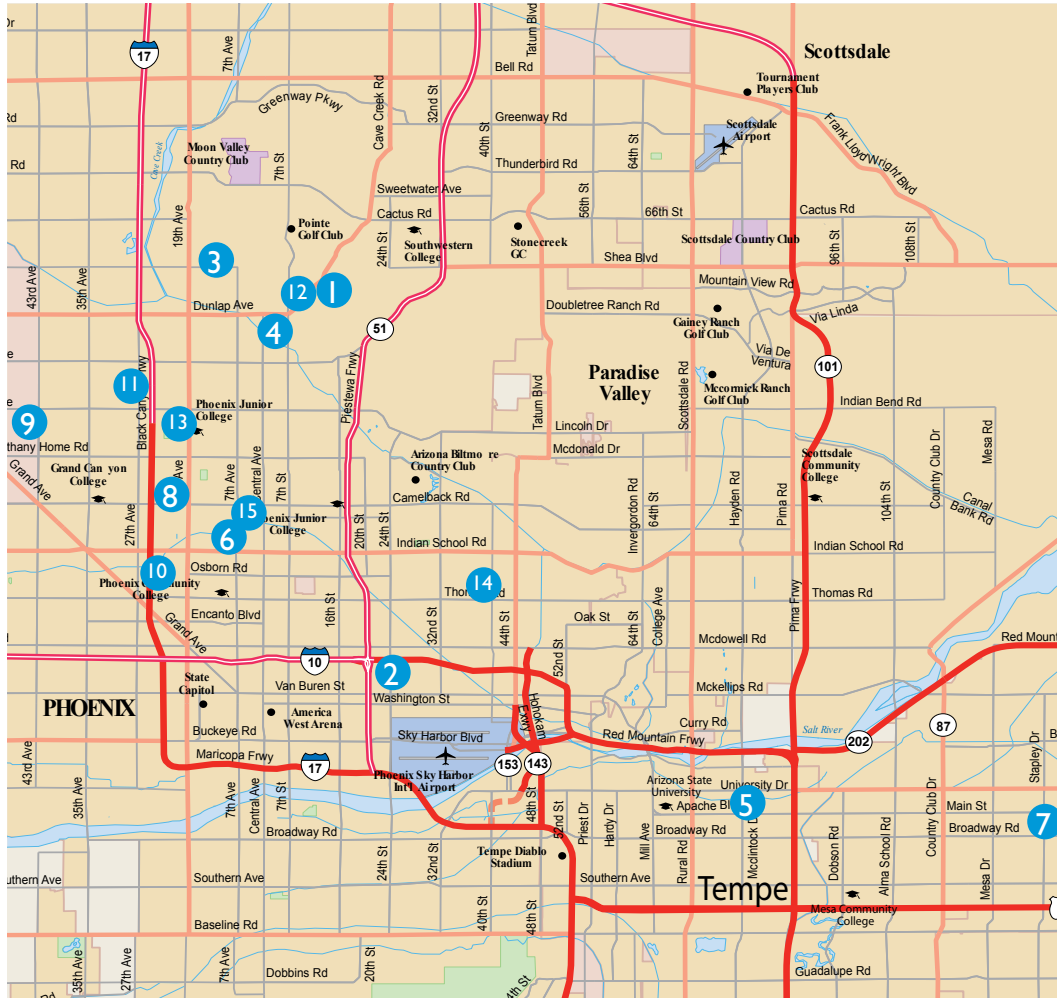 Dr
17
7th Ave
Tatum Blvd
Scottsdale
Bell Rd
Tournament
Players Club
Greenway Pkwy
Cave Creek Rd
32nd St
Rd
Greenway Rd
40th St
Scottsdale
Airport
Frank Lloyd Wright Blvd
Moon Valley
Country Club
Cave Creek
7th St
Rd
Thunderbird Rd
64th St
Sweetwater Ave
56th St
19th Ave
Pointe
Golf Club
Cactus Rd
66th St
Cactus Rd
24th St
Southwestern
College
Stonecreek
GC
Scottsdale Country Club
96th St
108th St
3
Shea Blvd
43rd Ave
35th Ave
Mountain View Rd
12
1
Dunlap Ave
Doubletree Ranch Rd
Via Linda
4
51
Gainey Ranch
Golf Club
Via De
Ventura
101
Piestewa Frwy
Paradise
Valley
Scottsdale Rd
Mccormick Ranch
Golf Club
11
Tatum Blvd
Indian Bend Rd
9
13
Phoenix Junior
College
Lincoln Dr
Mcdonald Dr
thany Home Rd
Country Club Dr
Mesa Rd
Grand Ave
Grand Can yon
College
Arizona Biltmo re
Country Club
Scottsdale
Community
College
8
7th Ave
7th St
Camelback Rd
Invergordon Rd
64th St
Hayden Rd
Pima Rd
104th St
Canal
Bank Rd
15
27th Ave
6
20th St
24th St
Indian School Rd
Indian School Rd
Osborn Rd
10
14
Thomas Rd
Encanto Blvd
16th St
32nd St
44th St
Oak St
64th St
College Ave
Pima Frwy
Grand Ave
52nd St
Mcdowell Rd
Red Mount
10
2
State
Capitol
Van Buren St
Washington St
Mckellips Rd
PHOENIX
America
West Arena
Hohokam
Exwy
Curry Rd
Salt River
87
Buckeye Rd
Sky Harbor Blvd
Red Mountain Frwy
202
Maricopa Frwy
17
Phoenix Sky Harbor
Int'l Airport
153
143
43rd Ave
35th Ave
7th Ave
Central Ave
7th St
Arizona State
University
University Dr
Stapley Dr
5
Apache Bl
Main St
48th St
52nd St
Priest Dr
Hardy Dr
Mill Ave
Rural Rd
Mcclintock D
Country Club Dr
7
Broadway Rd
Broadway Rd
Broadway Rd
24th St
32nd St
Tempe Diablo
Stadium
Dobson Rd
Alma School Rd
Mesa Dr
uthern Ave
Southern Ave
Southern Ave
Tempe
40th St
48th St
Mesa Community
College
Baseline Rd
35th Ave
27th Ave
7th Ave
Dobbins Rd
20th St
Guadalupe Rd
Rd
4th St